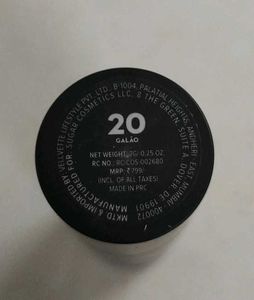 20
GALÃO
NET WEIGHT: 7G/ 0.25 OZ.
RC NO.: RCCOS-002680
MRP: ₹799/-
(INCL. OF ALL TAXES)
MADE IN PRC
MKTD & IMPORTED BY: VELVETTE LIFESTYLE PVT. LTD., B-1004, PALATIAL HEIGHTS, ANDHERI EAST, MUMBAI 400072
MANUFACTURED FOR: SUGAR COSMETICS LLC, 8 THE GREEN, SUITE A, DOVER, DE 19901